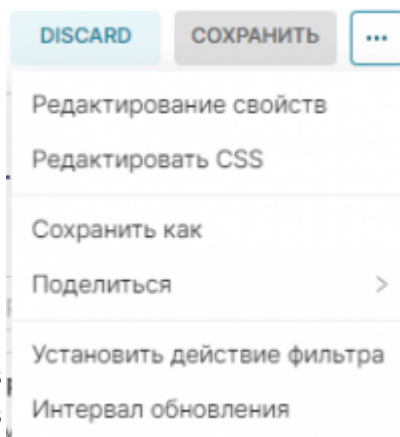 DISCARD СОХРАНИТЬ ...
Редактирование свойств
Редактировать CSS
Сохранить как
Поделиться >
Установить действие фильтра
Интервал обновления